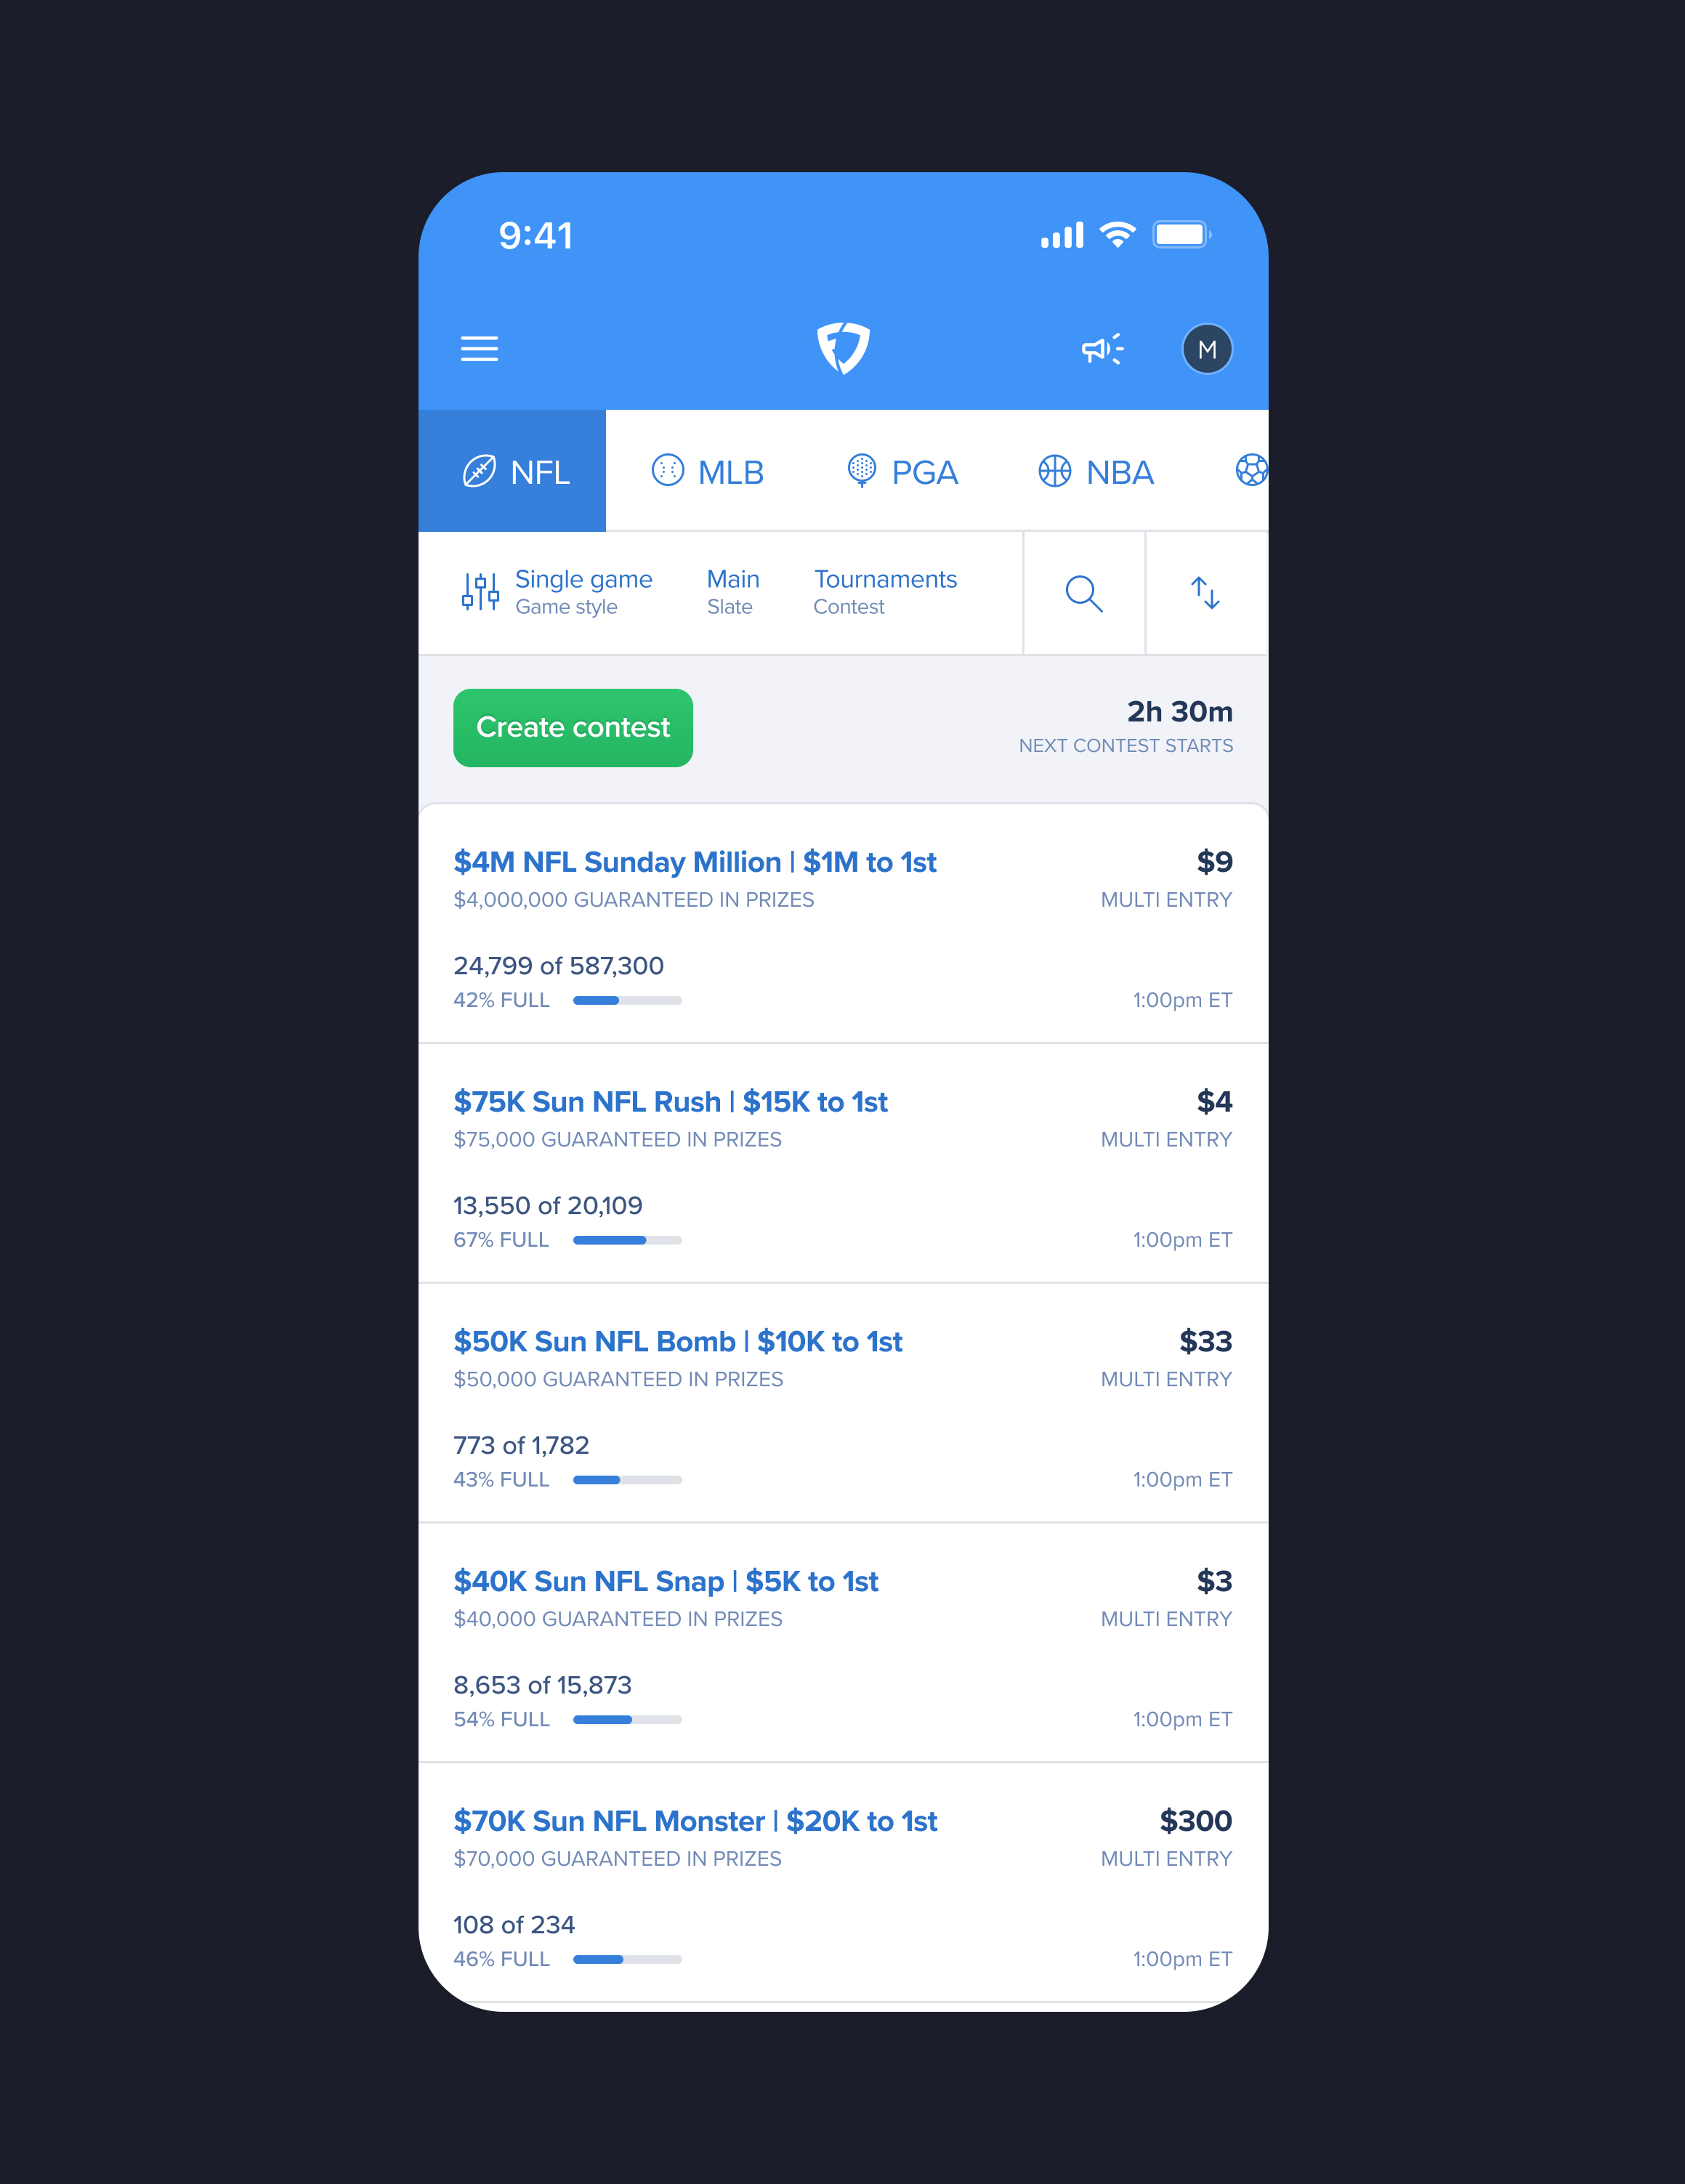 9:41
M
NFL MLB PGA NBA
Single game Main Tournaments
Game style Slate Contest
Create contest
2h 30m
NEXT CONTEST STARTS
$4M NFL Sunday Million | $1M to 1st $9
$4,000,000 GUARANTEED IN PRIZES MULTI ENTRY
24,799 of 587,300
42% FULL 1:00pm ET
$75K Sun NFL Rush | $15K to 1st $4
$75,000 GUARANTEED IN PRIZES MULTI ENTRY
13,550 of 20,109
67% FULL 1:00pm ET
$50K Sun NFL Bomb | $10K to 1st $33
$50,000 GUARANTEED IN PRIZES MULTI ENTRY
773 of 1,782
43% FULL 1:00pm ET
$40K Sun NFL Snap | $5K to 1st $3
$40,000 GUARANTEED IN PRIZES MULTI ENTRY
8,653 of 15,873
54% FULL 1:00pm ET
$70K Sun NFL Monster | $20K to 1st $300
$70,000 GUARANTEED IN PRIZES MULTI ENTRY
108 of 234
46% FULL 1:00pm ET